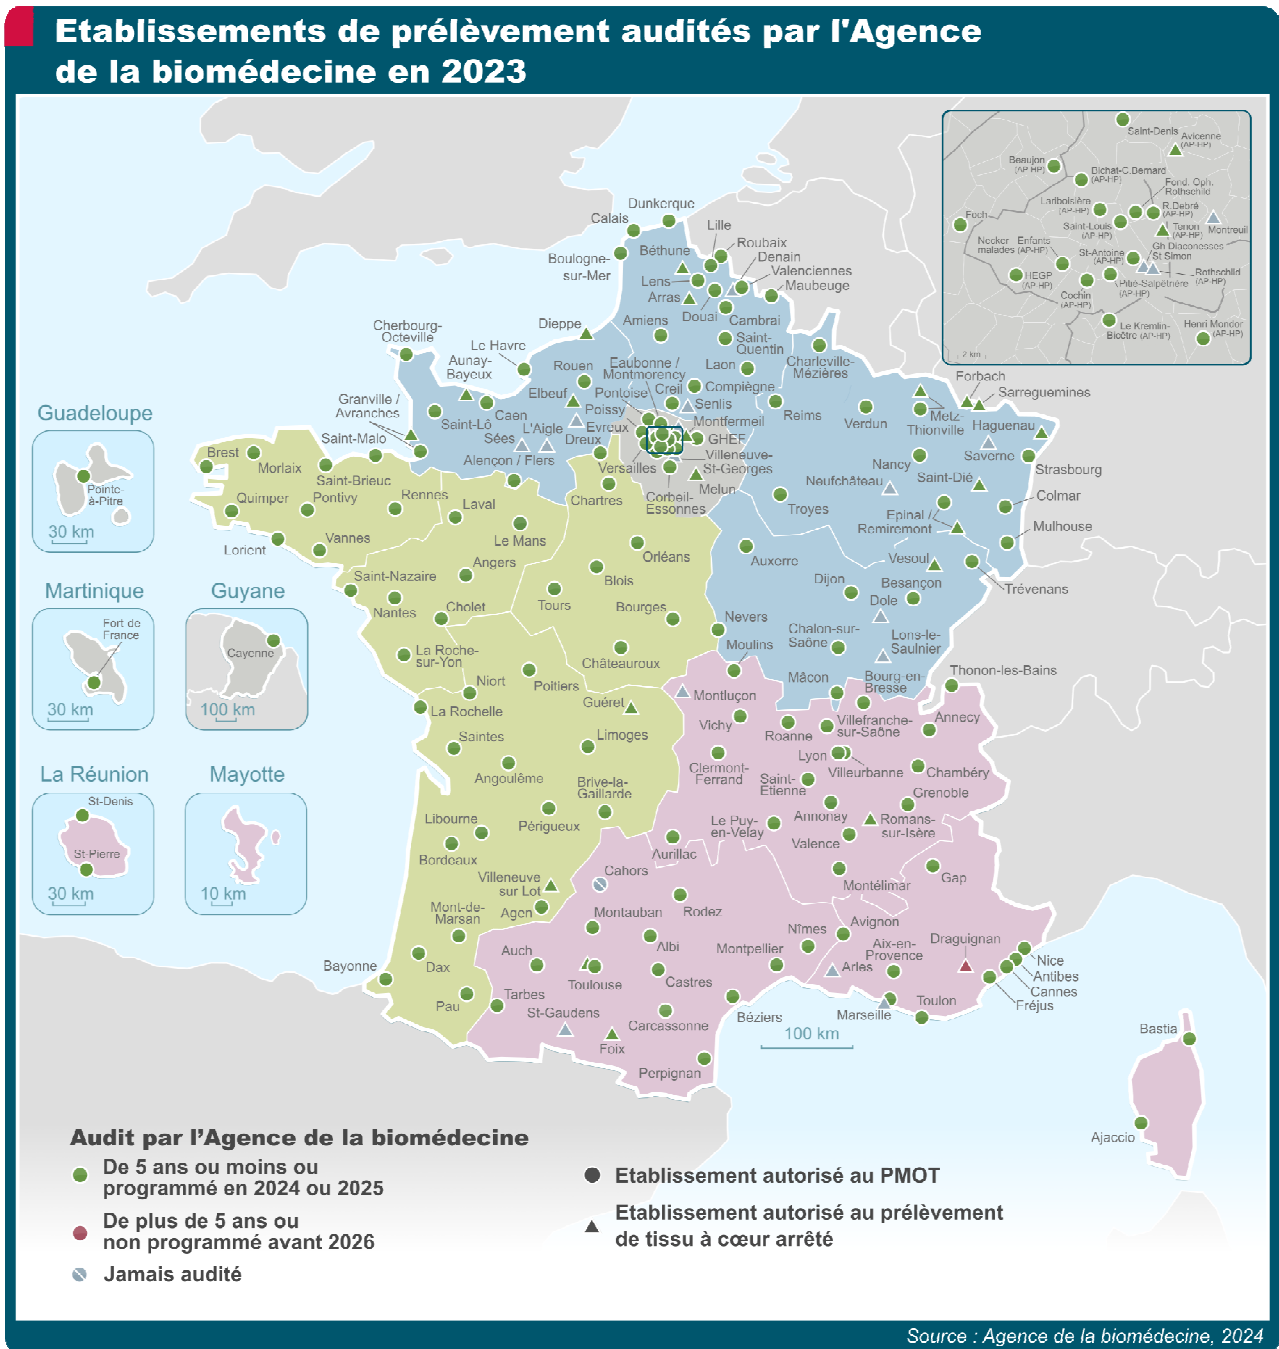 Etablissements de prélèvement audités par l'Agence
de la biomédecine en 2023
Saint-Denis
Avicenne
(AP-HP)
Beaujon
(AP-HP)
Bichat-C.Bernard
(AP-HP)
Fond. Oph.
Rothschild
Lariboisière
(AP-HP)
R.Debré
(AP-HP)
Foch
Saint-Louis
(AP-HP)
Tenon
(AP-HP)
Montreuil
Necker Enfants
malades (AP-HP)
St-Antoine
(AP-HP)
Gh Diaconesses
St Simon
HEGP
(AP-HP)
Cochin
(AP-HP)
Pitié-Salpêtrière
(AP-HP)
Rothschild
(AP-HP)
Le Kremlin-
Bicêtre (AP-HP)
Henri Mondor
(AP-HP)
2 km
Dunkerque
Calais
Lille
Boulogne-
sur-Mer
Béthune
Roubaix
Denain
Valenciennes
Maubeuge
Lens
Arras
Douai
Cambrai
Dieppe
Amiens
Saint-
Quentin
Cherbourg-
Octeville
Le Havre
Aunay-
Bayeux
Rouen
Eaubonne /
Montmorency
Laon
Charleville-
Mézières
Elbeuf
Pontoise
Creil
Compiègne
Senlis
Granville /
Avranches
Saint-Lô
Caen
Poissy
Evreux
Montfermeil
Reims
Verdun
Metz-
Thionville
Forbach
Sarreguemines
Haguenau
Saint-Malo
Sées
L'Aigle
Dreux
GHEF
Alençon / Flers
Versailles
Villeneuve-
St-Georges
Melun
Corbeil-
Essonnes
Chartres
Troyes
Nancy
Saverne
Strasbourg
Neufchâteau
Saint-Dié
Colmar
Epinal /
Remiremont
Mulhouse
Brest
Morlaix
Saint-Brieuc
Quimper
Pontivy
Rennes
Laval
Le Mans
Lorient
Vannes
Angers
Orléans
Auxerre
Vesoul
Trévenans
Saint-Nazaire
Nantes
Cholet
Tours
Blois
Bourges
Dijon
Besançon
Dole
Nevers
Chalon-sur-
Saône
Lons-le-
Saulnier
La Roche-
sur-Yon
Niort
Poitiers
Châteauroux
Moulins
Mâcon
Bourg-en-
Bresse
Thonon-les-Bains
La Rochelle
Guéret
Montluçon
Vichy
Roanne
Villefranche-
sur-Saône
Annecy
Saintes
Limoges
Lyon
Villeurbanne
Chambéry
Angoulême
Clermont-
Ferrand
Saint-
Etienne
Brive-la-
Gaillarde
Grenoble
Libourne
Périgueux
Le Puy-
en-Velay
Annonay
Romans-
sur-Isère
Bordeaux
Aurillac
Valence
Villeneuve
sur Lot
Cahors
Montélimar
Gap
Mont-de-
Marsan
Agen
Montauban
Rodez
Avignon
Nîmes
Aix-en-
Provence
Draguignan
Auch
Albi
Montpellier
Arles
Nice
Antibes
Cannes
Fréjus
Bayonne
Dax
Toulouse
Castres
Pau
Tarbes
St-Gaudens
Carcassonne
Béziers
Marseille
Toulon
Foix
Perpignan
100 km
Bastia
Ajaccio
Guadeloupe
Pointe-
à-Pitre
30 km
Martinique
Fort de
France
30 km
Guyane
Cayenne
100 km
La Réunion
St-Denis
St-Pierre
30 km
Mayotte
10 km
Audit par l’Agence de la biomédecine
De 5 ans ou moins ou
programmé en 2024 ou 2025
De plus de 5 ans ou
non programmé avant 2026
Jamais audité
Etablissement autorisé au PMOT
Etablissement autorisé au prélèvement
de tissu à cœur arrêté
Source : Agence de la biomédecine, 2024